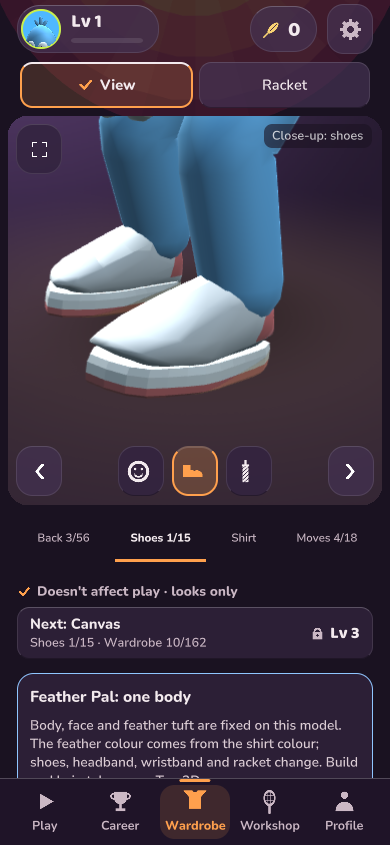 Lv 1
0
View
Racket
Close-up: shoes
Back 3/56
Shoes 1/15
Shirt
Moves 4/18
Doesn't affect play · looks only
Next: Canvas
Shoes 1/15 · Wardrobe 10/162
Lv 3
Feather Pal: one body
Body, face and feather tuft are fixed on this model.
The feather colour comes from the shirt colour;
shoes, headband, wristband and racket change. Build
Play
Career
Wardrobe
Workshop
Profile